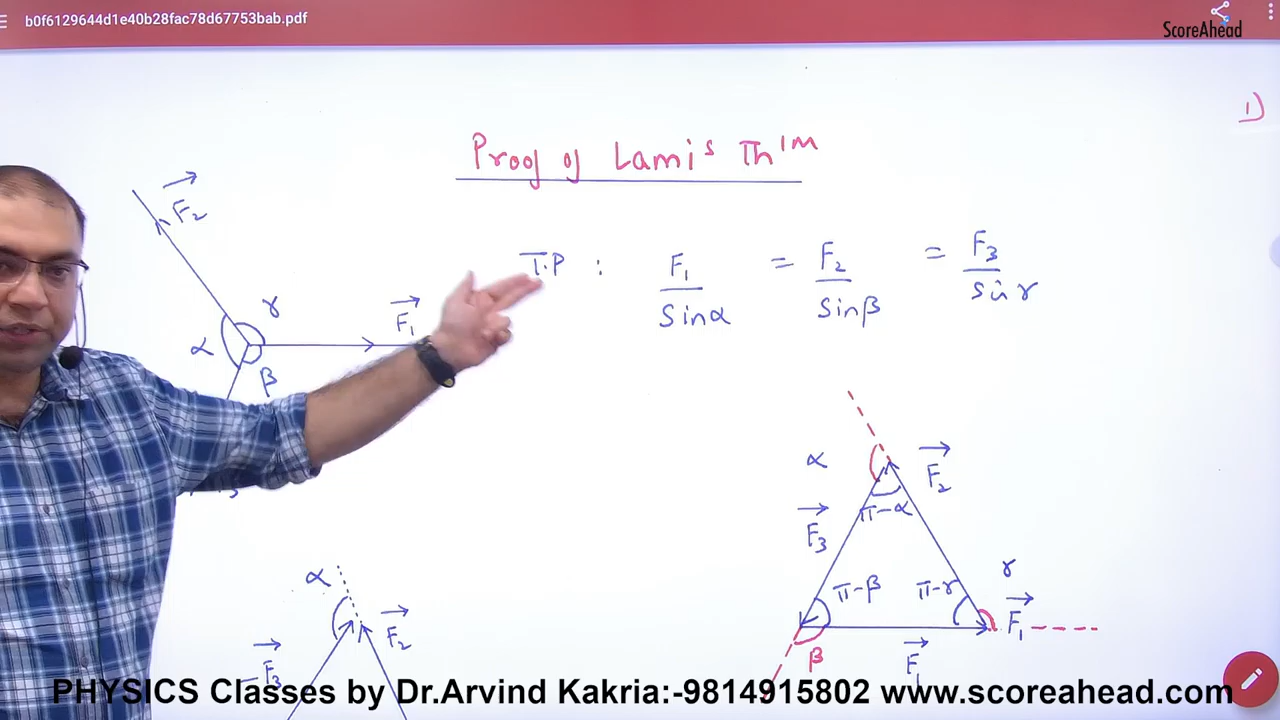 b0f6129644d1e40b28fac78d67753bab.pdf
ScoreAhead
1)
Proof of Lami's Th'm
T.P : F₁/Sinα = F₂/Sinβ = F₃/Sinγ
F₂
γ
F₁
α
β
α
F₂
F₃
π-α
π-β
π-γ
γ
F₁
β
F₁
α
F₂
-F₃
PHYSICS Classes by Dr.Arvind Kakria:-9814915802 www.scoreahead.com